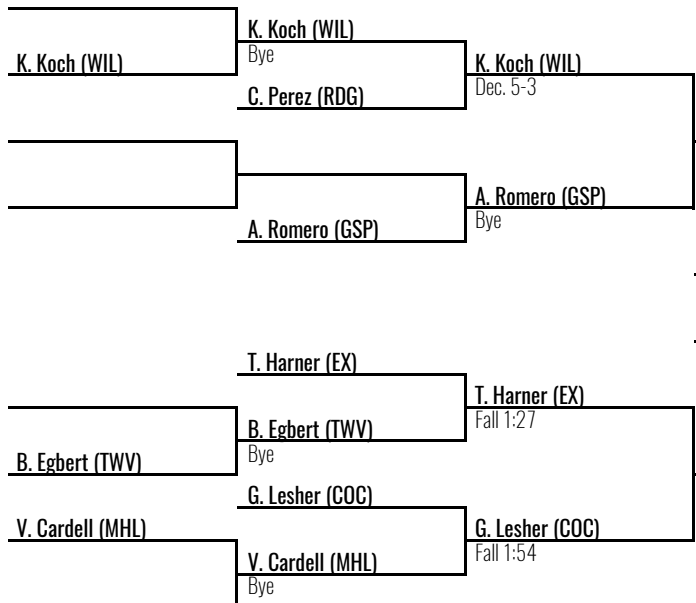 K. Koch (WIL)
K. Koch (WIL)
Bye
C. Perez (RDG)
K. Koch (WIL)
Dec. 5-3
A. Romero (GSP)
A. Romero (GSP)
Bye
T. Harner (EX)
B. Egbert (TWV)
B. Egbert (TWV)
Bye
T. Harner (EX)
Fall 1:27
G. Lesher (COC)
V. Cardell (MHL)
V. Cardell (MHL)
Bye
G. Lesher (COC)
Fall 1:54